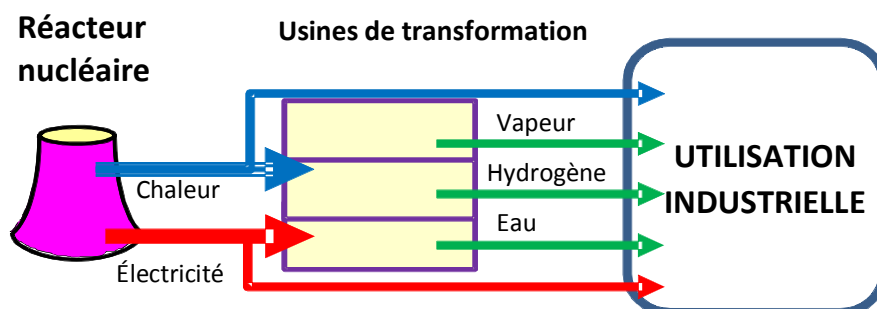 Réacteur
nucléaire
Usines de transformation
Chaleur
Électricité
Vapeur
Hydrogène
Eau
UTILISATION
INDUSTRIELLE